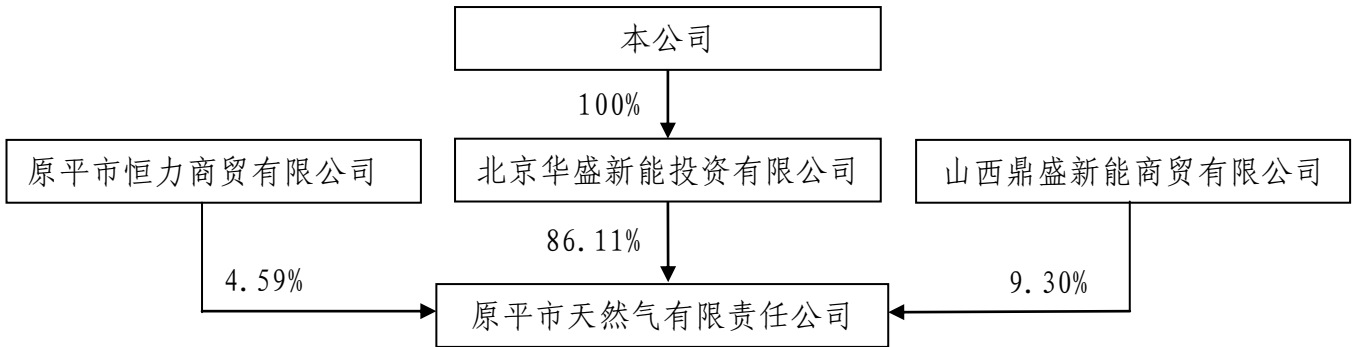 本公司
100%
原平市恒力商贸有限公司
北京华盛新能投资有限公司
山西鼎盛新能商贸有限公司
86.11%
4.59%
9.30%
原平市天然气有限责任公司